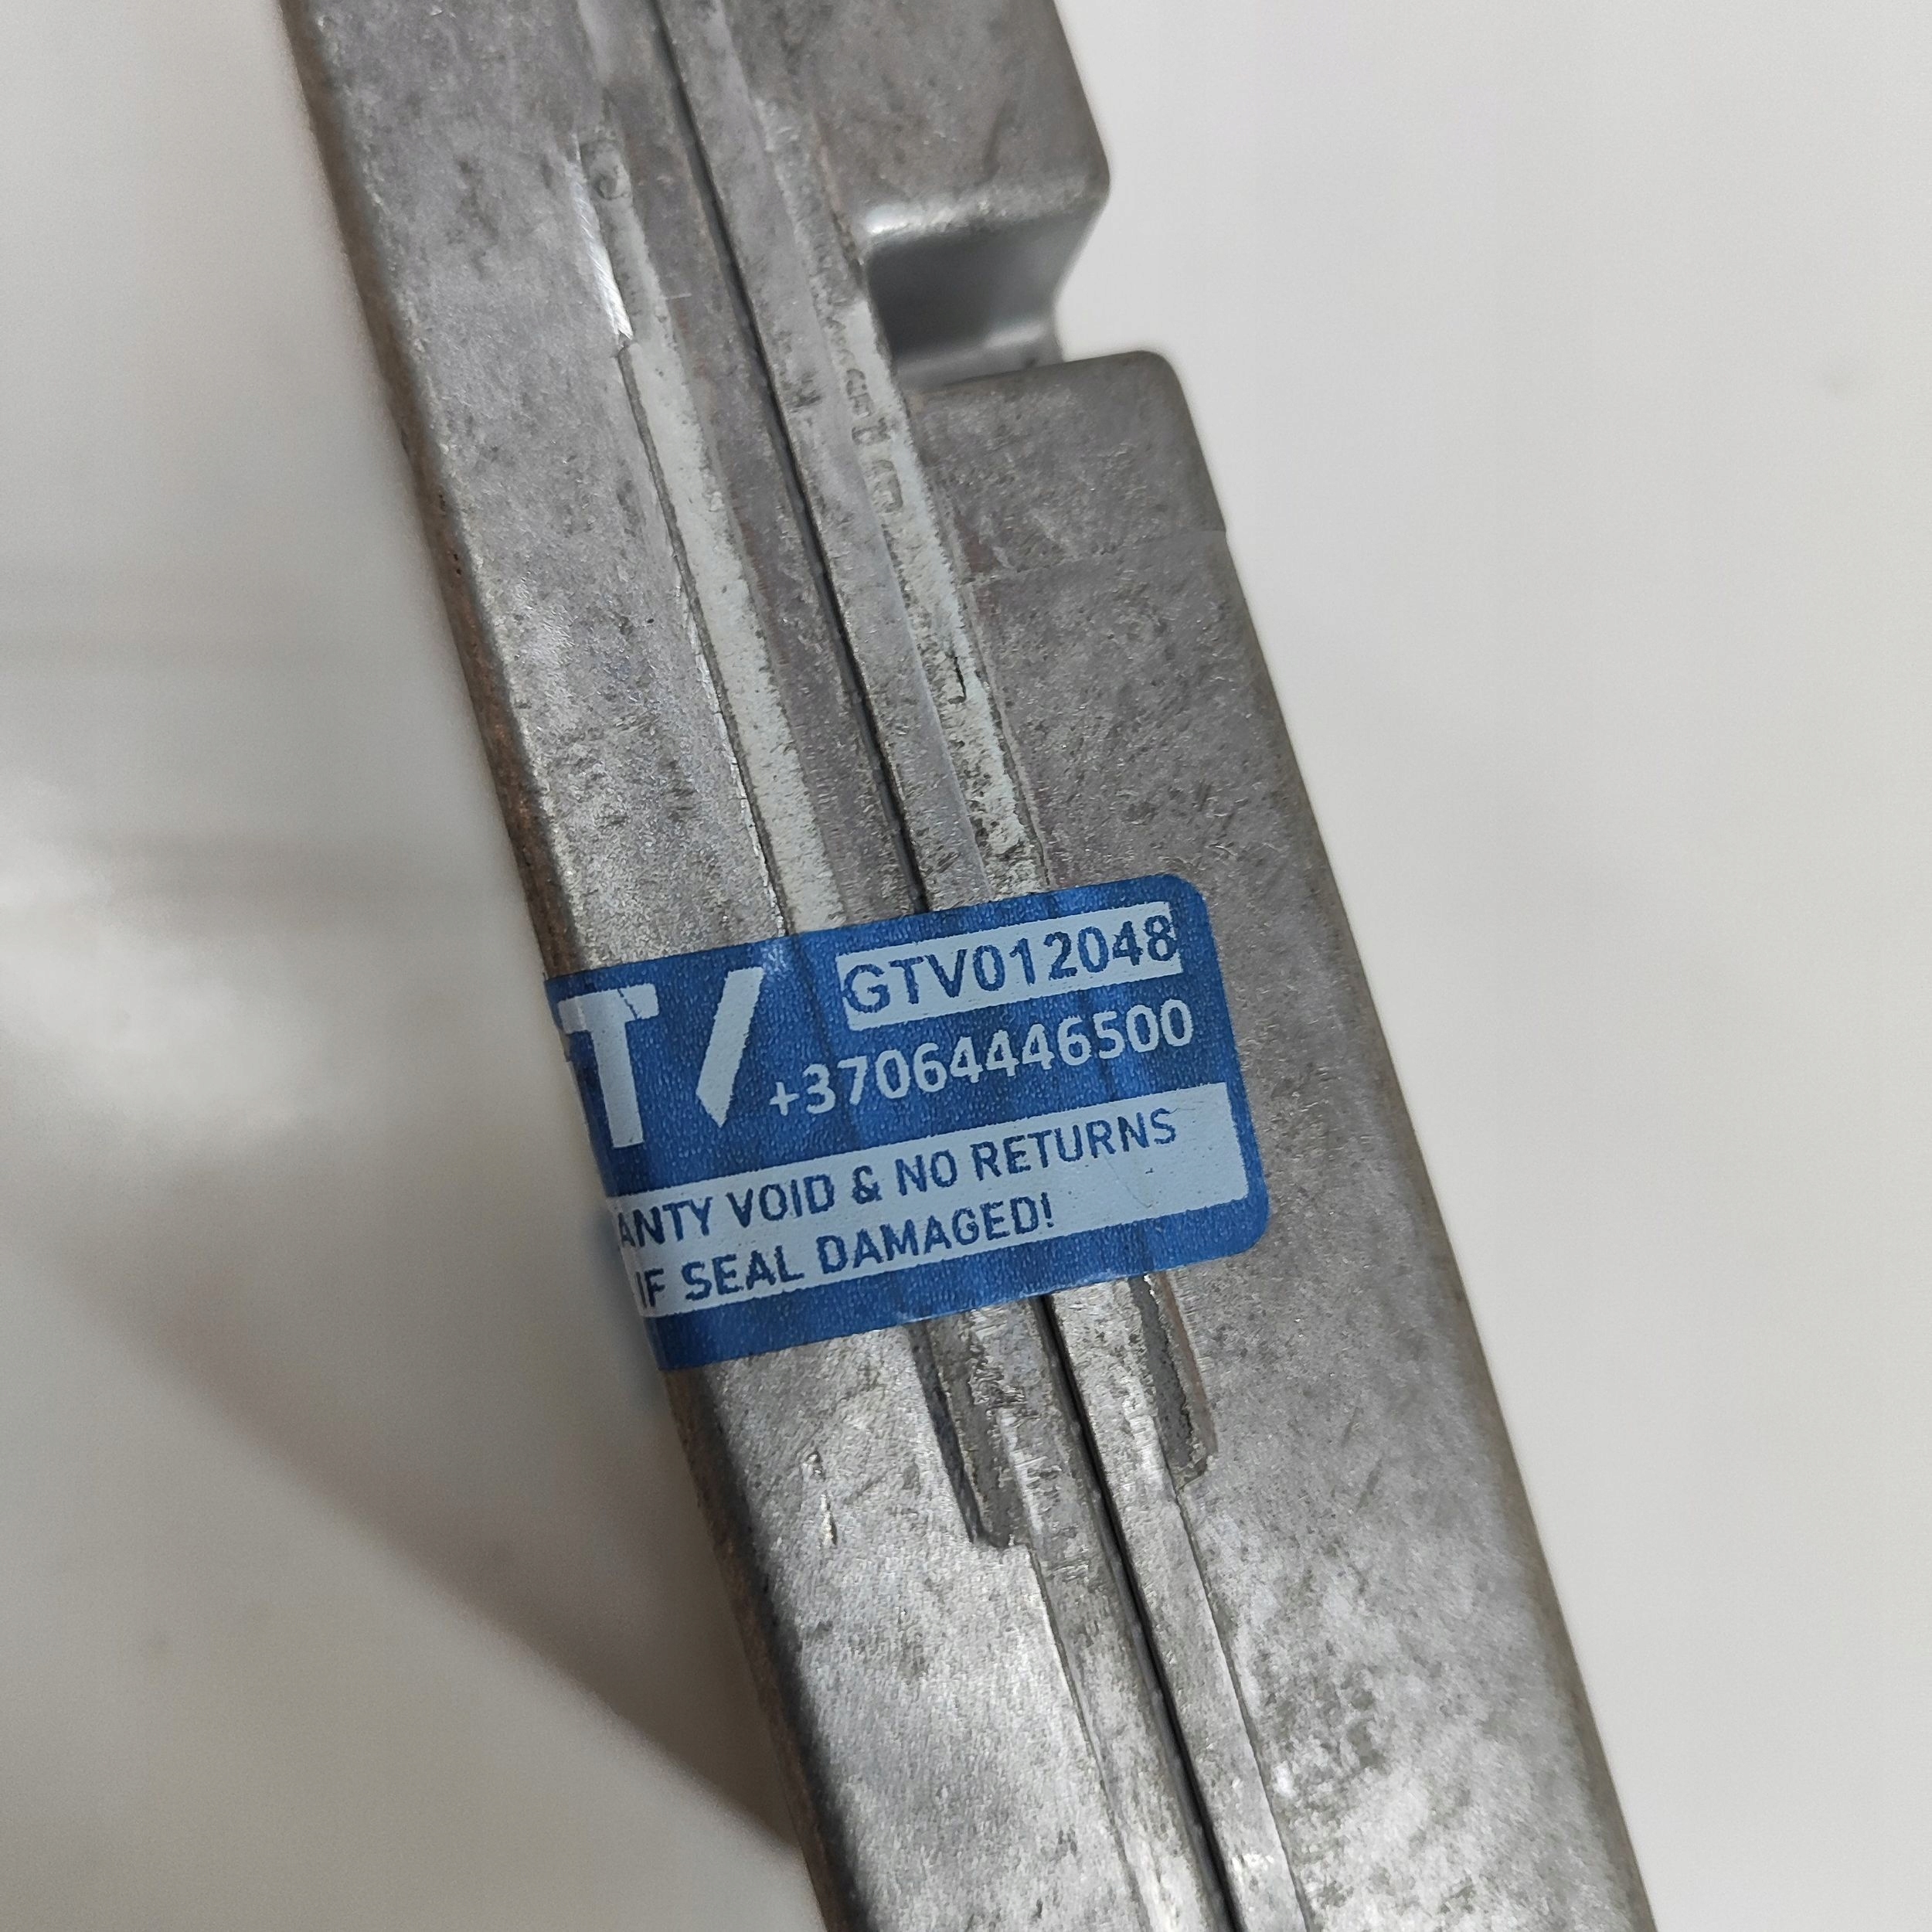 GTV012048
+37064446500
ANTY VOID & NO RETURNS
IF SEAL DAMAGED!